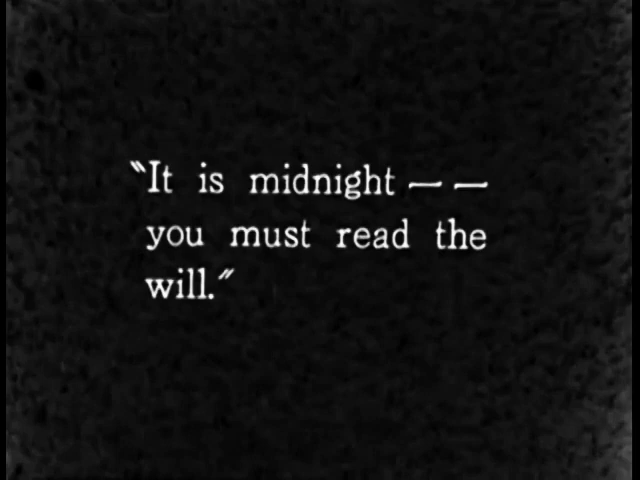 "It is midnight — —
you must read the
will."